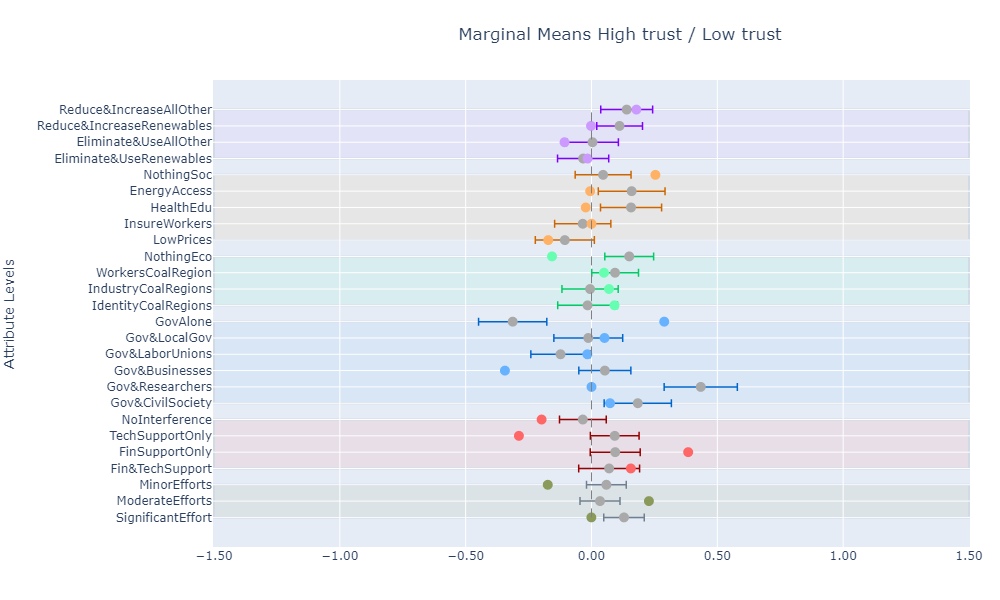 Marginal Means High trust / Low trust
Reduce&IncreaseAllOther
Reduce&IncreaseRenewables
Eliminate&UseAllOther
Eliminate&UseRenewables
NothingSoc
EnergyAccess
HealthEdu
InsureWorkers
LowPrices
NothingEco
WorkersCoalRegion
IndustryCoalRegions
IdentityCoalRegions
GovAlone
Gov&LocalGov
Gov&LaborUnions
Gov&Businesses
Gov&Researchers
Gov&CivilSociety
NoInterference
TechSupportOnly
FinSupportOnly
Fin&TechSupport
MinorEfforts
ModerateEfforts
SignificantEffort
Attribute Levels
−1.50 −1.00 −0.50 0.00 0.50 1.00 1.50